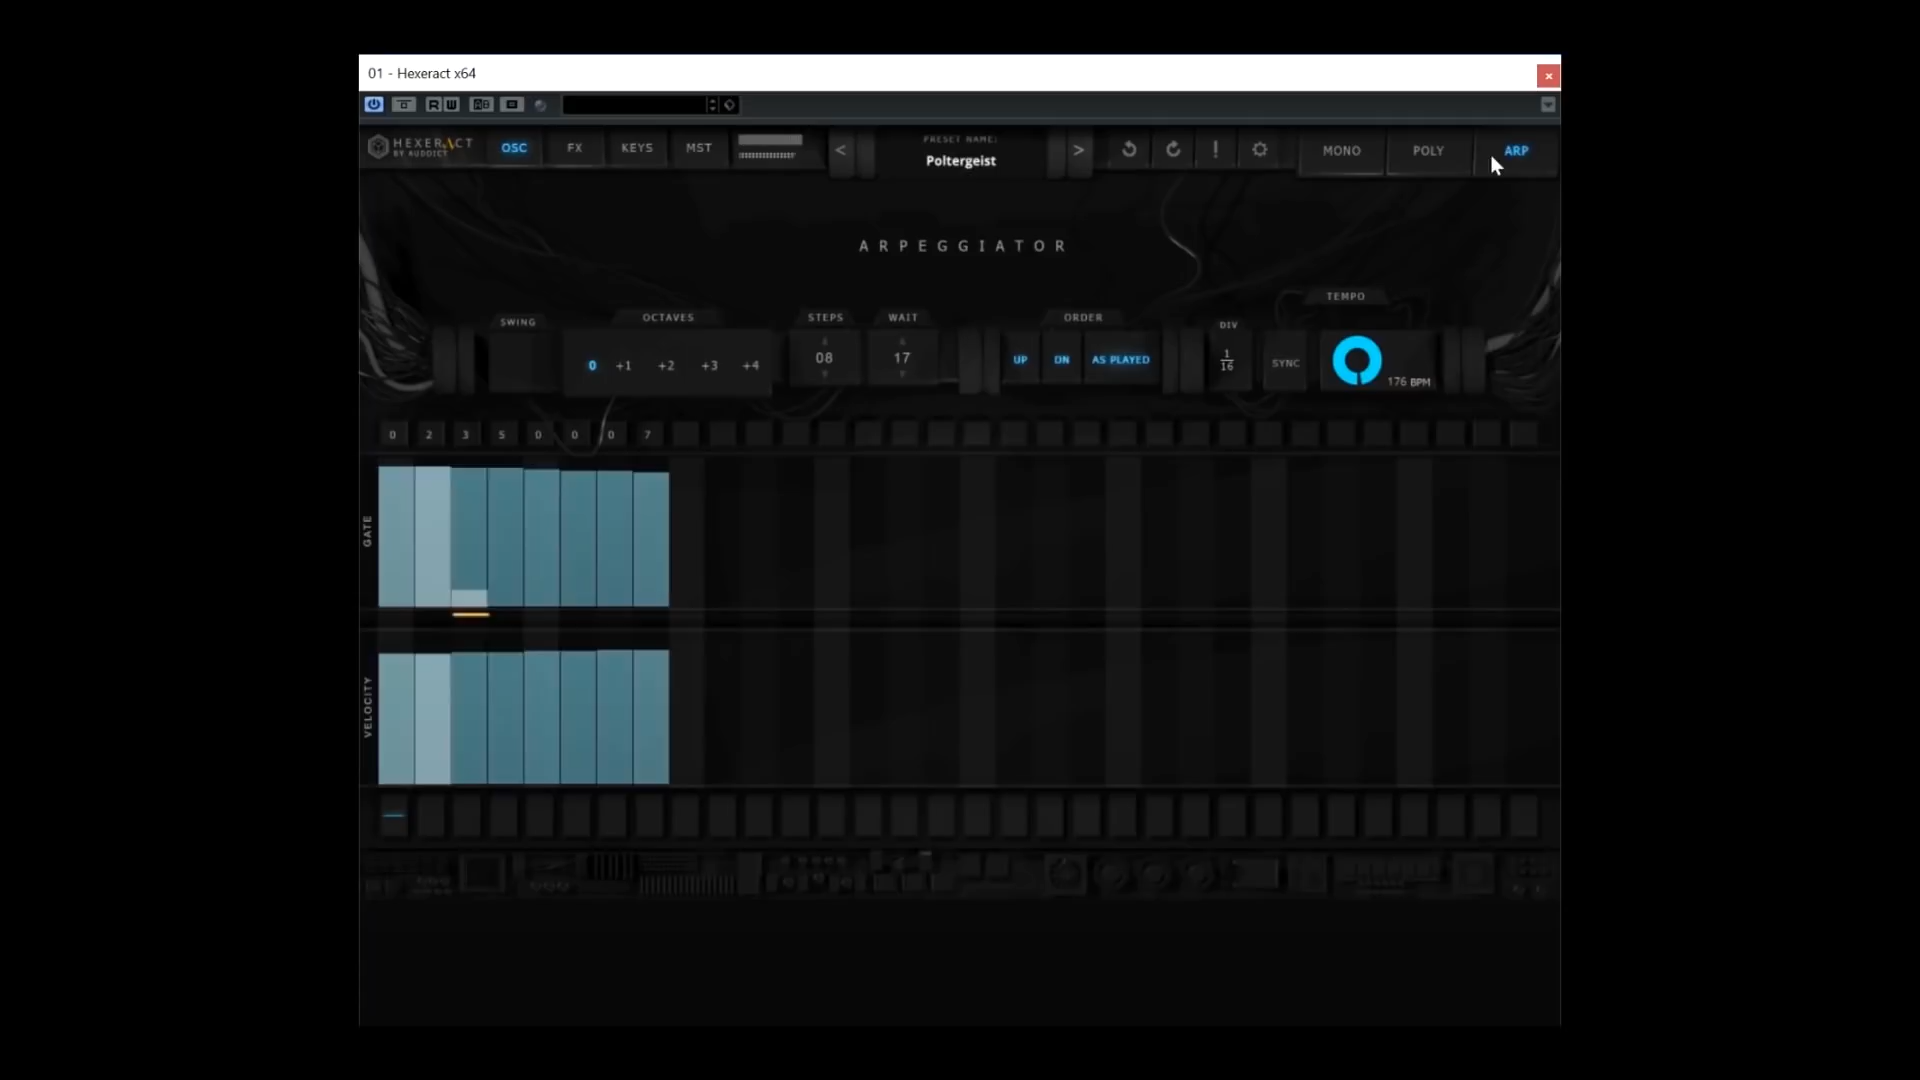 01 - Hexeract x64
R W
HEXERACT OSC FX KEYS MST < PRESET NAME: > ! MONO POLY ARP
BY AUDDICT Poltergeist
ARPEGGIATOR
SWING OCTAVES STEPS WAIT ORDER DIV TEMPO
0 +1 +2 +3 +4 08 17 UP DN AS PLAYED 1/16 SYNC 176 BPM
0 2 3 5 0 0 0 7
GATE
VELOCITY